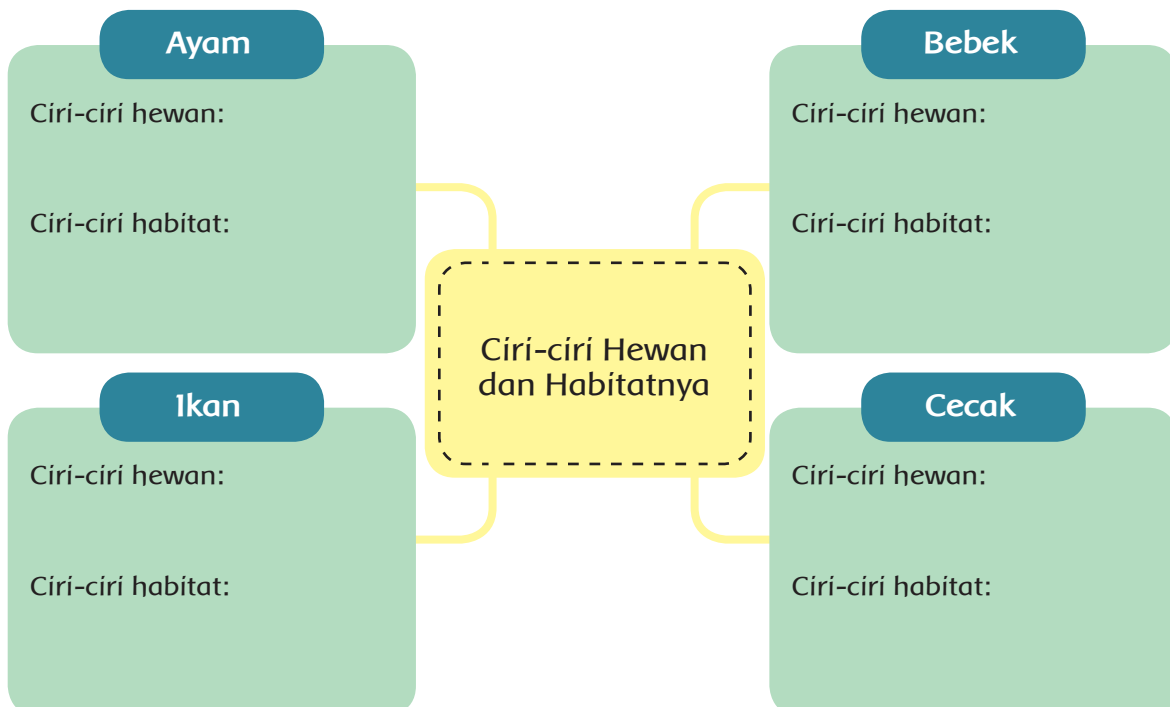 Ayam
Ciri-ciri hewan:
Ciri-ciri habitat:
Bebek
Ciri-ciri hewan:
Ciri-ciri habitat:
Ciri-ciri Hewan
dan Habitatnya
Ikan
Ciri-ciri hewan:
Ciri-ciri habitat:
Cecak
Ciri-ciri hewan:
Ciri-ciri habitat: